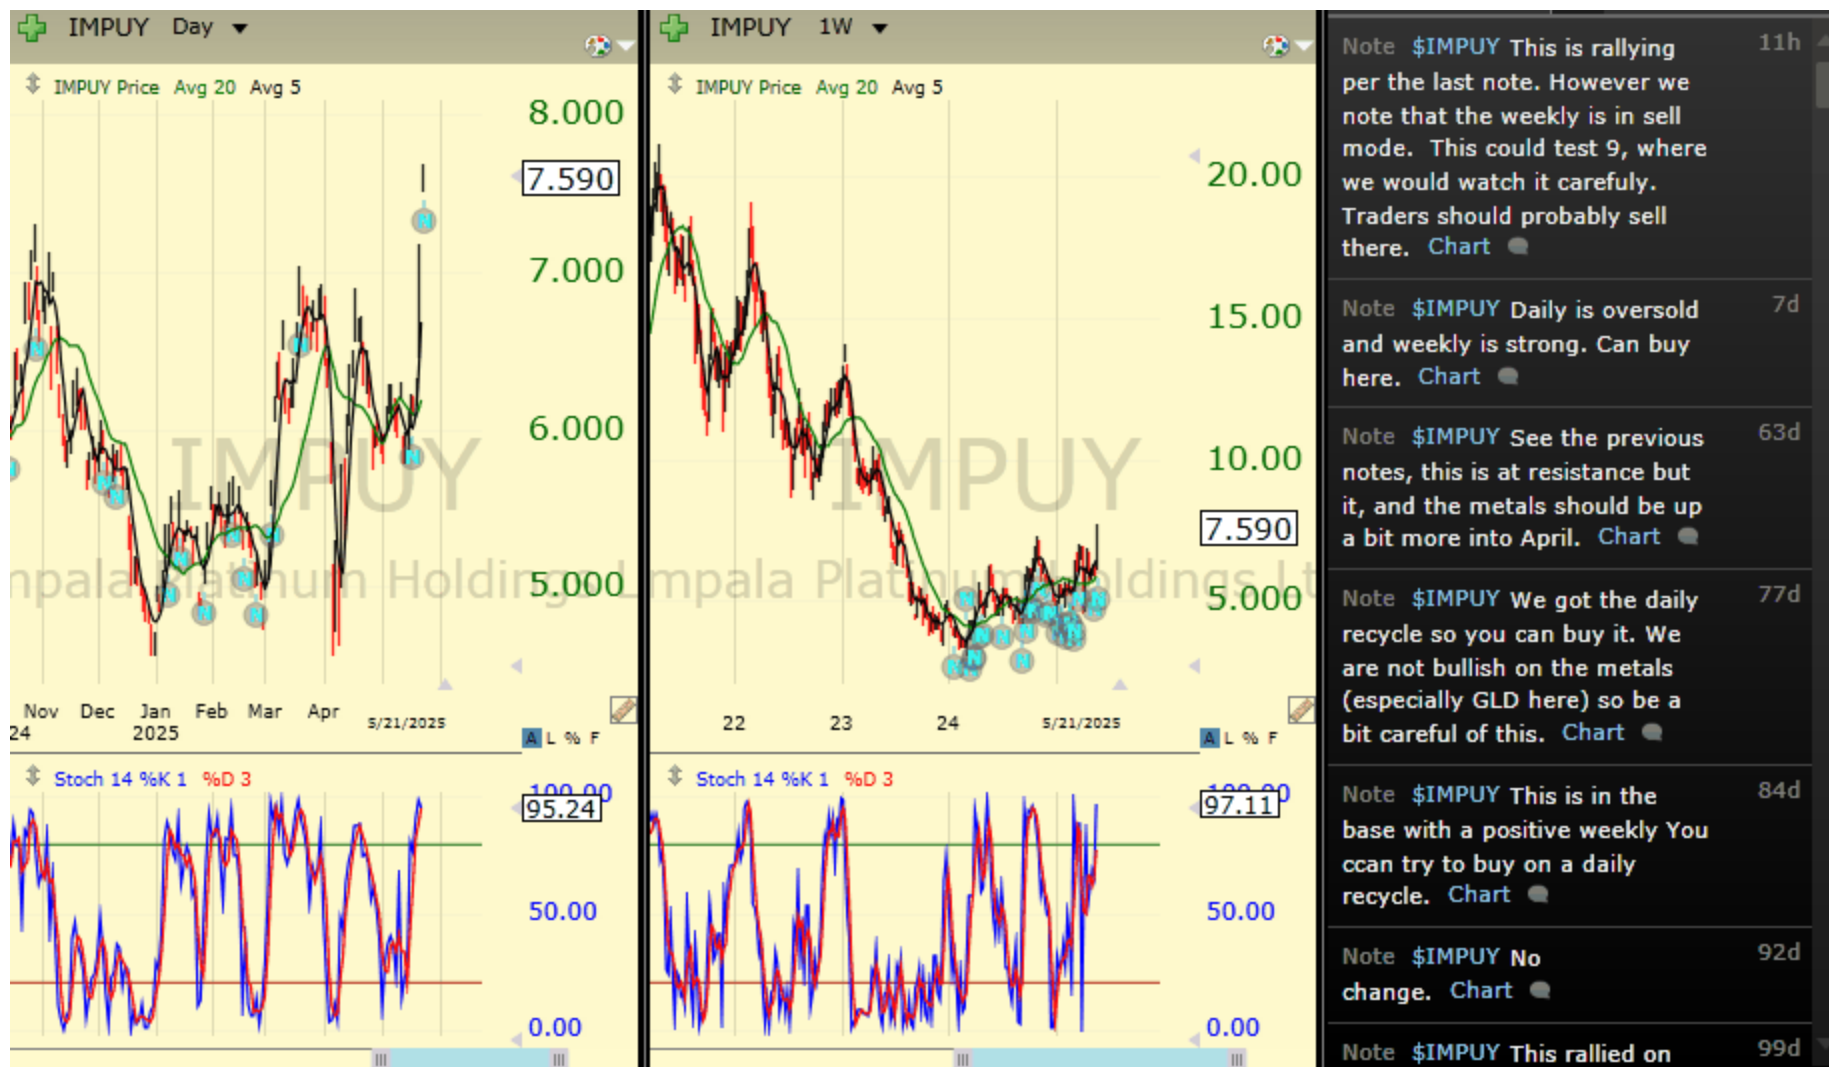 IMPUY Day
IMPUY Price Avg 20 Avg 5
8.000
7.590
7.000
6.000
5.000
IMPUY
mpala Platinum Holdings L
Nov Dec Jan Feb Mar Apr
24 2025 5/21/2025
A L % F
Stoch 14 %K 1 %D 3
100.00
95.24
50.00
0.00
IMPUY 1W
IMPUY Price Avg 20 Avg 5
20.00
15.00
10.00
7.590
5.000
IMPUY
mpala Platinum Holdings Lt
22 23 24 5/21/2025
A L % F
Stoch 14 %K 1 %D 3
100.00
97.11
50.00
0.00
Note $IMPUY This is rallying 11h
per the last note. However we
note that the weekly is in sell
mode. This could test 9, where
we would watch it carefuly.
Traders should probably sell
there. Chart
Note $IMPUY Daily is oversold 7d
and weekly is strong. Can buy
here. Chart
Note $IMPUY See the previous 63d
notes, this is at resistance but
it, and the metals should be up
a bit more into April. Chart
Note $IMPUY We got the daily 77d
recycle so you can buy it. We
are not bullish on the metals
(especially GLD here) so be a
bit careful of this. Chart
Note $IMPUY This is in the 84d
base with a positive weekly You
ccan try to buy on a daily
recycle. Chart
Note $IMPUY No 92d
change. Chart
Note $IMPUY This rallied on 99d